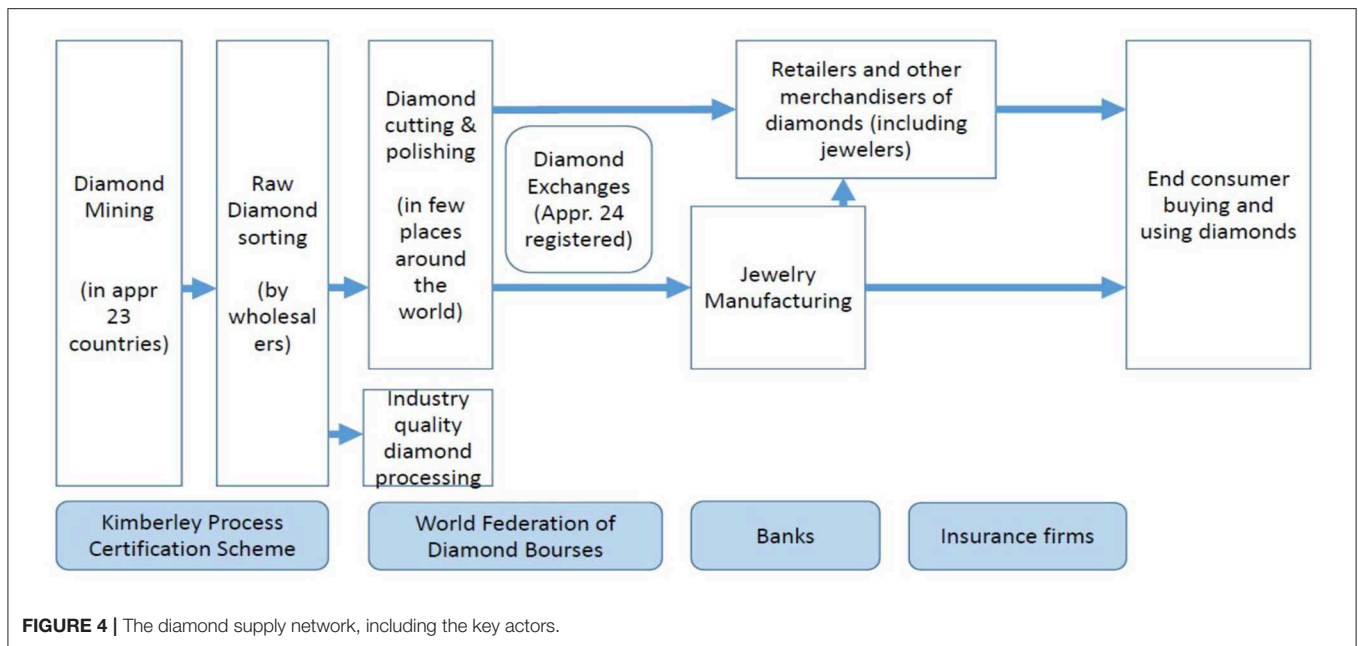 Diamond
Mining
(in appr
23
countries)
Raw
Diamond
sorting
(by
wholesal
ers)
Diamond
cutting &
polishing
(in few
places
around
the
world)
Industry
quality
diamond
processing
Diamond
Exchanges
(Appr. 24
registered)
Retailers and other
merchandisers of
diamonds (including
jewelers)
Jewelry
Manufacturing
End consumer
buying and
using diamonds
Kimberley Process
Certification Scheme
World Federation of
Diamond Bourses
Banks
Insurance firms
FIGURE 4 | The diamond supply network, including the key actors.